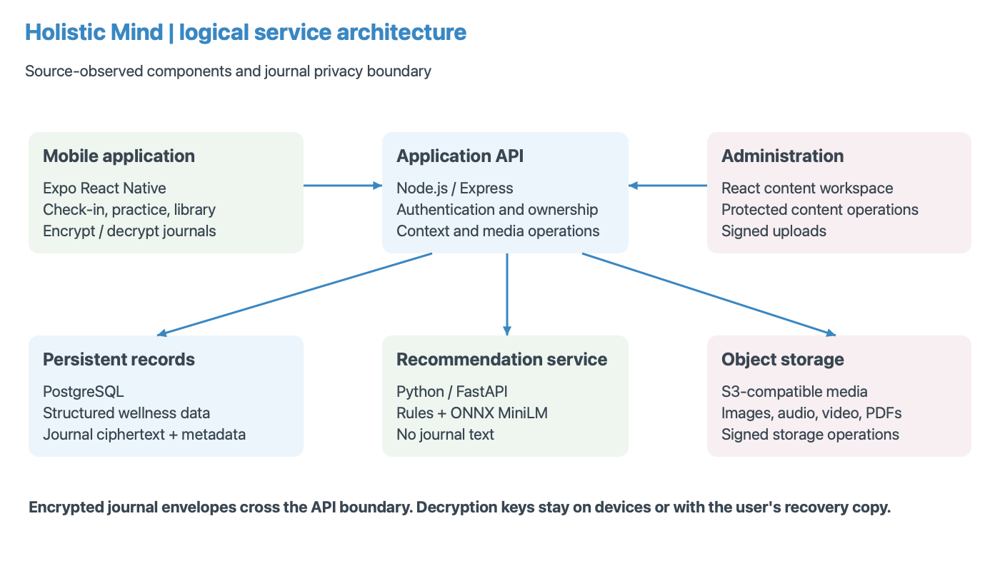 Holistic Mind | logical service architecture
Source-observed components and journal privacy boundary
Mobile application
Expo React Native
Check-in, practice, library
Encrypt / decrypt journals
Application API
Node.js / Express
Authentication and ownership
Context and media operations
Administration
React content workspace
Protected content operations
Signed uploads
Persistent records
PostgreSQL
Structured wellness data
Journal ciphertext + metadata
Recommendation service
Python / FastAPI
Rules + ONNX MiniLM
No journal text
Object storage
S3-compatible media
Images, audio, video, PDFs
Signed storage operations
Encrypted journal envelopes cross the API boundary. Decryption keys stay on devices or with the user's recovery copy.